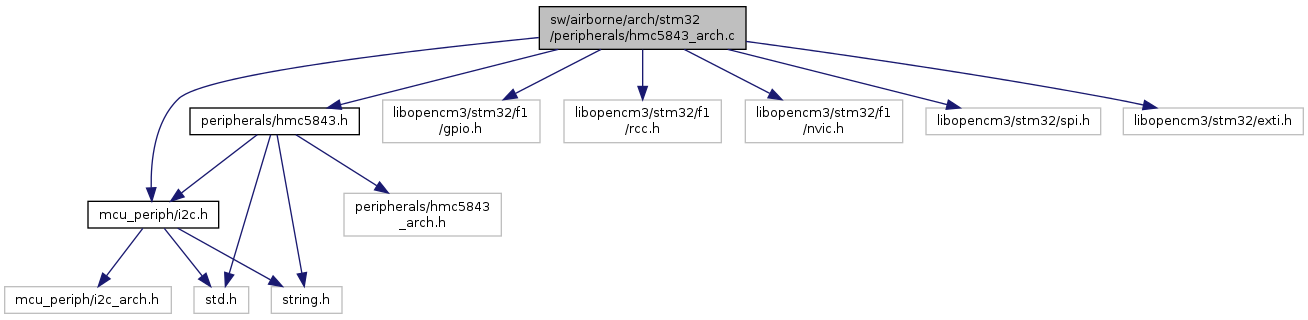 sw/airborne/arch/stm32
/peripherals/hmc5843_arch.c
peripherals/hmc5843.h
libopencm3/stm32/f1
/gpio.h
libopencm3/stm32/f1
/rcc.h
libopencm3/stm32/f1
/nvic.h
libopencm3/stm32/spi.h
libopencm3/stm32/exti.h
mcu_periph/i2c.h
peripherals/hmc5843
_arch.h
mcu_periph/i2c_arch.h
std.h
string.h